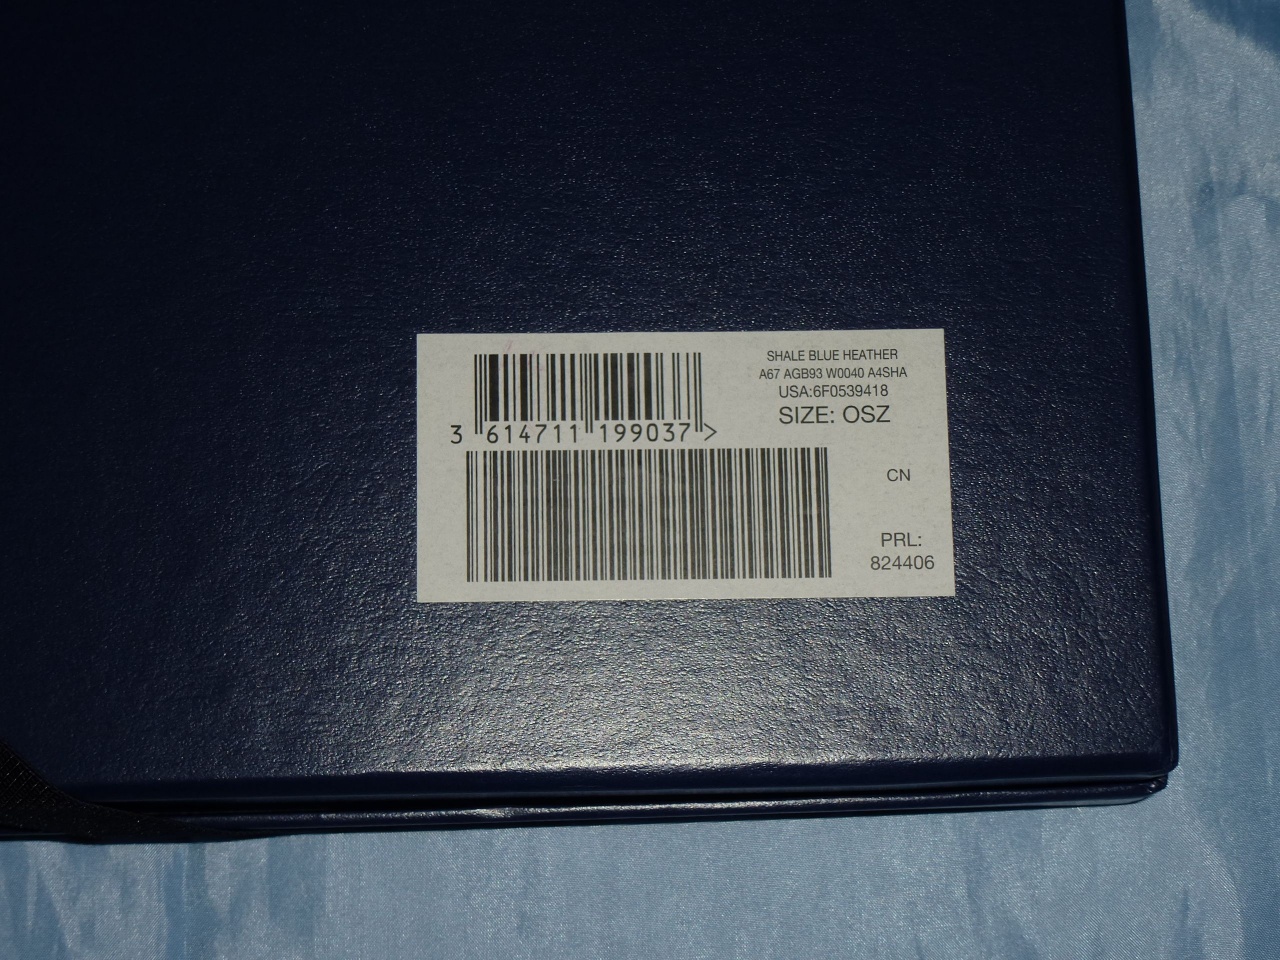 SHALE BLUE HEATHER
A67 AGB93 W0040 A4SHA
USA:6F0539418
SIZE: OSZ
3 614711 199037 >
CN
PRL:
824406